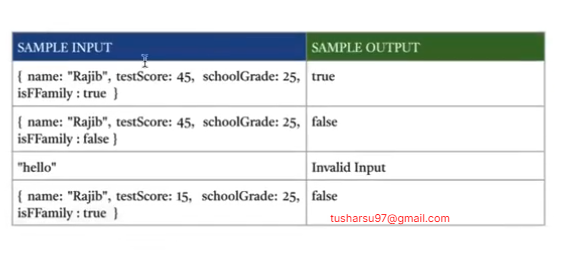 SAMPLE INPUT SAMPLE OUTPUT
{ name: "Rajib", testScore: 45, schoolGrade: 25, true
isFFamily : true }
{ name: "Rajib", testScore: 45, schoolGrade: 25, false
isFFamily : false }
"hello" Invalid Input
{ name: "Rajib", testScore: 15, schoolGrade: 25, false
isFFamily : true }
tusharsu97@gmail.com